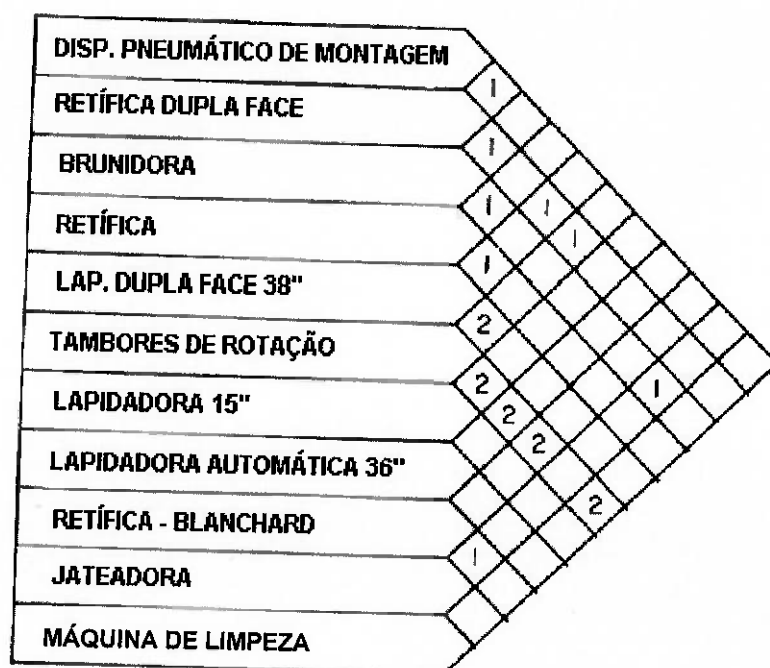 DISP. PNEUMÁTICO DE MONTAGEM
1
RETÍFICA DUPLA FACE
1
BRUNIDORA
1 1
RETÍFICA
1
1
LAP. DUPLA FACE 38"
2
TAMBORES DE ROTAÇÃO
2 1
LAPIDADORA 15"
2
2
LAPIDADORA AUTOMÁTICA 36"
2
RETÍFICA - BLANCHARD
1
JATEADORA
MÁQUINA DE LIMPEZA